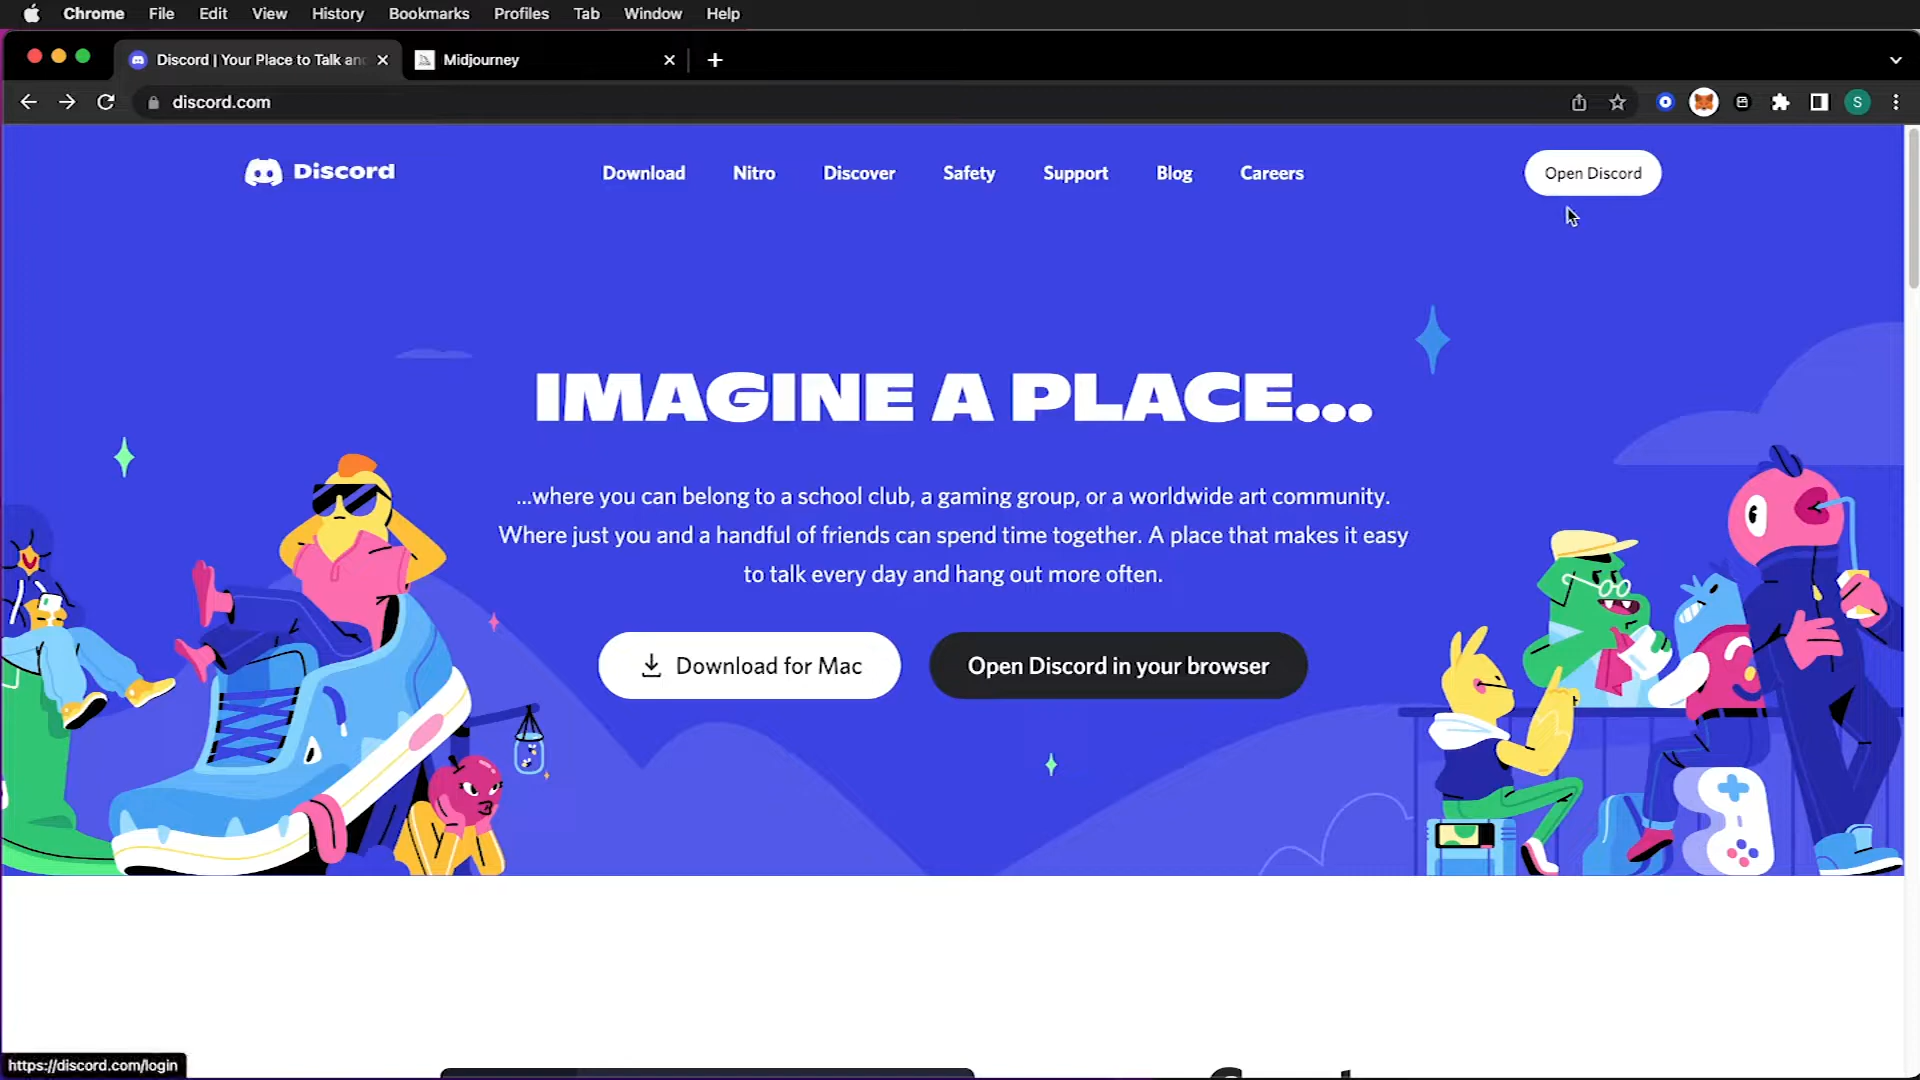 Chrome File Edit View History Bookmarks Profiles Tab Window Help
Discord | Your Place to Talk an Midjourney
discord.com
S
Discord Download Nitro Discover Safety Support Blog Careers Open Discord
IMAGINE A PLACE...
...where you can belong to a school club, a gaming group, or a worldwide art community.
Where just you and a handful of friends can spend time together. A place that makes it easy
to talk every day and hang out more often.
Download for Mac Open Discord in your browser
https://discord.com/login